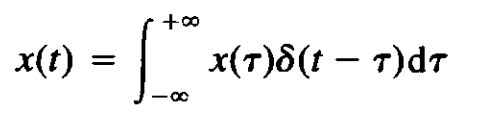 x(t) = ∫_{-∞}^{+∞} x(τ)δ(t − τ)dτ